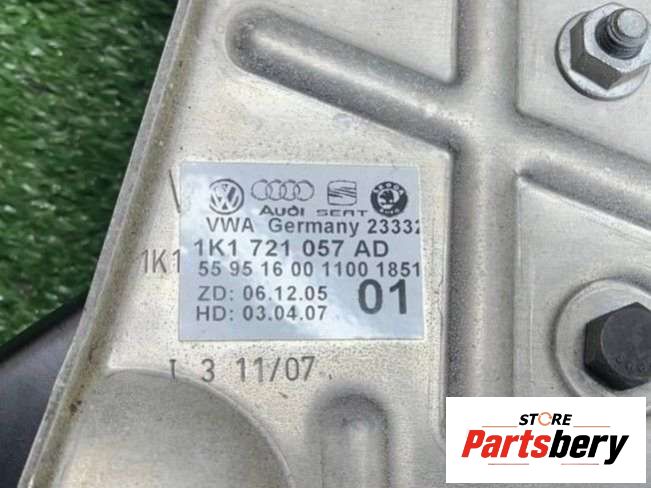 V
AUDI SEAT SKODA
VWA Germany 23332
1K1 721 057 AD
1K1
55 95 16 00 1100 1851
ZD: 06.12.05 01
HD: 03.04.07
T 3 11/07
STORE
Partsbery